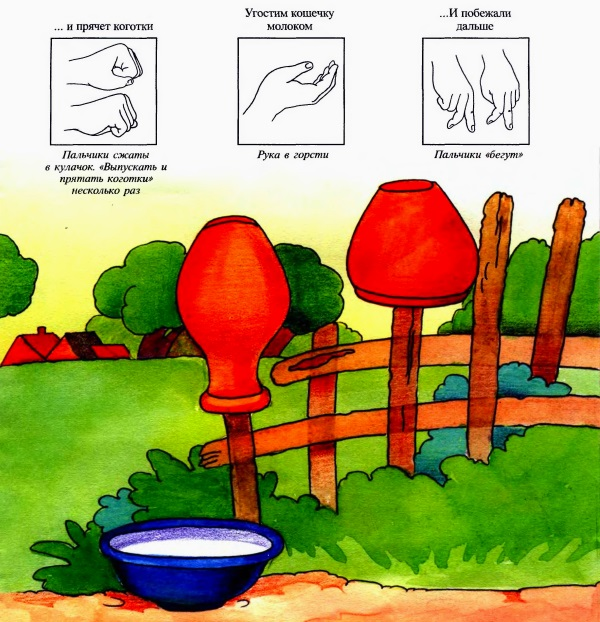 ... и прячет коготки
Угостим кошечку
молоком
...И побежали
дальше
Пальчики сжаты
в кулачок. «Выпускать и
прятать коготки»
несколько раз
Рука в горсти
Пальчики «бегут»